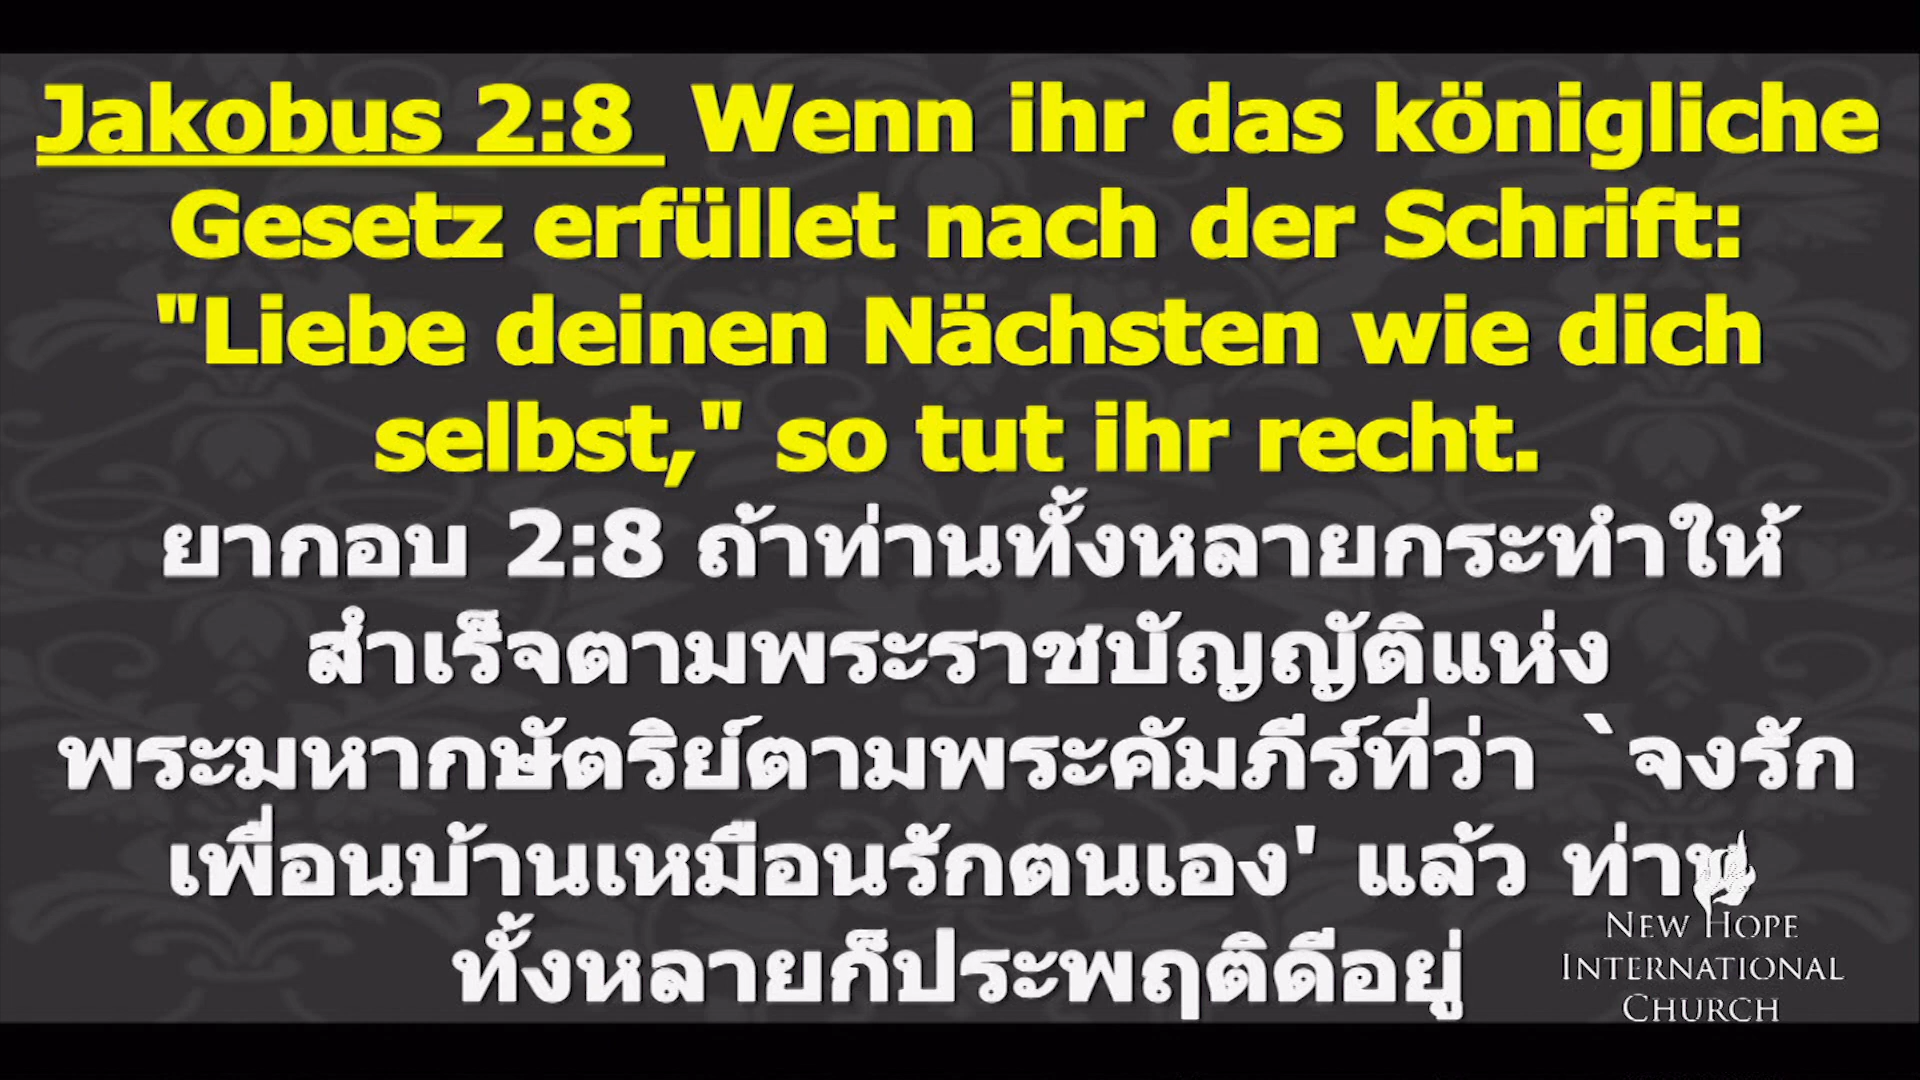 Jakobus 2:8 Wenn ihr das königliche
Gesetz erfüllet nach der Schrift:
"Liebe deinen Nächsten wie dich
selbst," so tut ihr recht.
ยากอบ 2:8 ถ้าท่านทั้งหลายกระทำให้
สำเร็จตามพระราชบัญญัติแห่ง
พระมหากษัตริย์ตามพระคัมภีร์ที่ว่า `จงรัก
เพื่อนบ้านเหมือนรักตนเอง' แล้ว ท่าน
ทั้งหลายก็ประพฤติดีอยู่
NEW HOPE
INTERNATIONAL
CHURCH